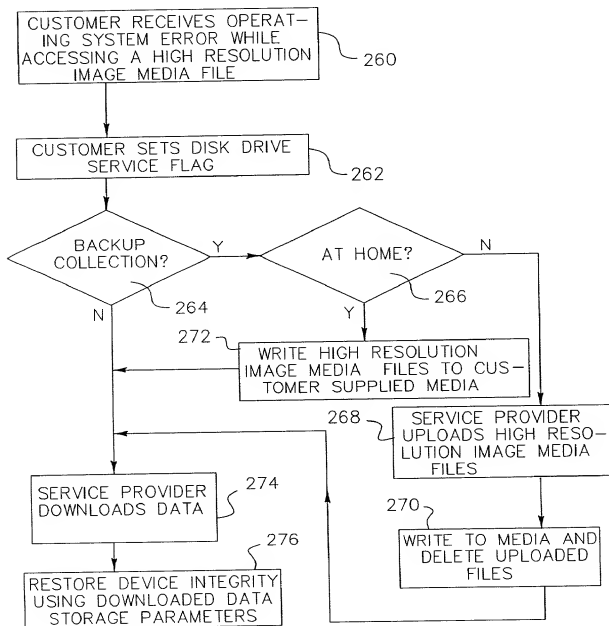 CUSTOMER RECEIVES OPERAT-
ING SYSTEM ERROR WHILE
ACCESSING A HIGH RESOLUTION
IMAGE MEDIA FILE
260
CUSTOMER SETS DISK DRIVE
SERVICE FLAG
262
BACKUP
COLLECTION?
264
Y
N
AT HOME?
266
N
Y
272
WRITE HIGH RESOLUTION
IMAGE MEDIA FILES TO CUS-
TOMER SUPPLIED MEDIA
268
SERVICE PROVIDER
UPLOADS HIGH RESO-
LUTION IMAGE MEDIA
FILES
270
WRITE TO MEDIA AND
DELETE UPLOADED
FILES
SERVICE PROVIDER
DOWNLOADS DATA
274
276
RESTORE DEVICE INTEGRITY
USING DOWNLOADED DATA
STORAGE PARAMETERS